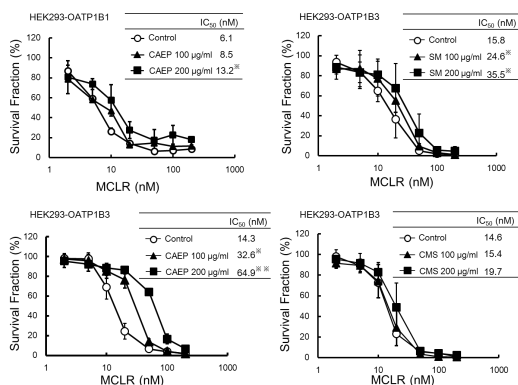 HEK293-OATP1B1
IC50 (nM)
Control 6.1
CAEP 100 µg/ml 8.5
CAEP 200 µg/ml 13.2※
Survival Fraction (%)
120
100
80
60
40
20
0
1 10 100 1000
MCLR (nM)
HEK293-OATP1B3
IC50 (nM)
Control 15.8
SM 100 µg/ml 24.6※
SM 200 µg/ml 35.5※
Survival Fraction (%)
120
100
80
60
40
20
0
1 10 100 1000
MCLR (nM)
HEK293-OATP1B3
IC50 (nM)
Control 14.3
CAEP 100 µg/ml 32.6※
CAEP 200 µg/ml 64.9※※
Survival Fraction (%)
120
100
80
60
40
20
0
1 10 100 1000
MCLR (nM)
HEK293-OATP1B3
IC50 (nM)
Control 14.6
CMS 100 µg/ml 15.4
CMS 200 µg/ml 19.7
Survival Fraction (%)
120
100
80
60
40
20
0
1 10 100 1000
MCLR (nM)